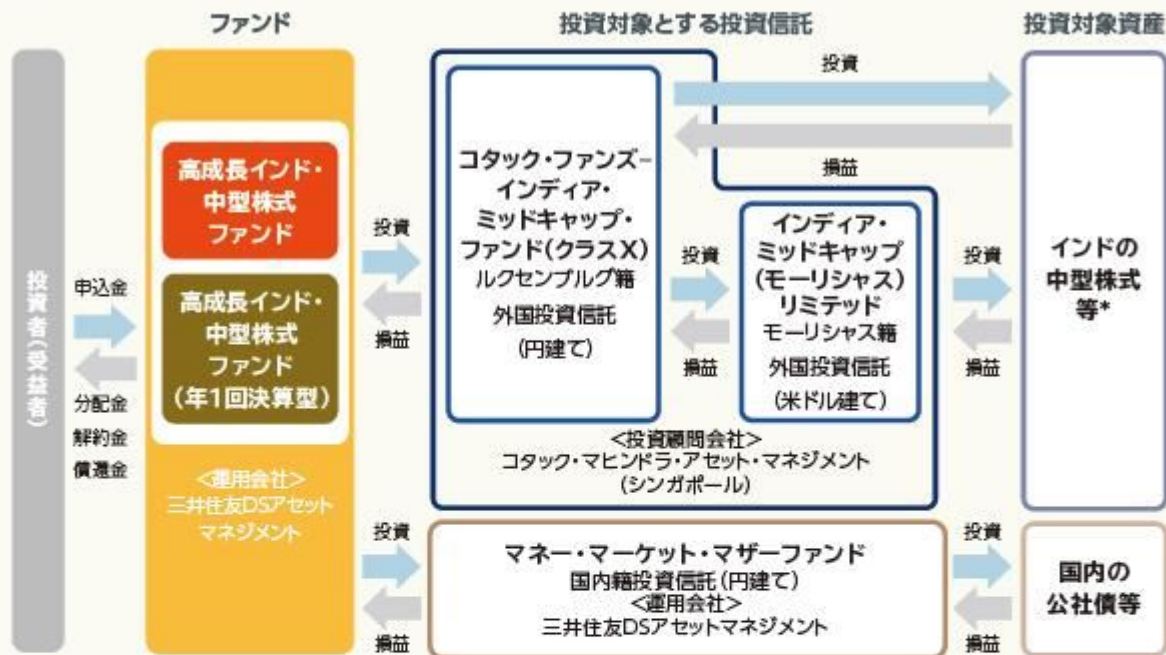 ファンド
投資対象とする投資信託
投資対象資産
投資者(受益者)
申込金
分配金
解約金
償還金
高成長インド・
中型株式
ファンド
高成長インド・
中型株式
ファンド
(年1回決算型)
<運用会社>
三井住友DSアセット
マネジメント
投資
損益
コタック・ファンズ−
インディア・
ミッドキャップ・
ファンド(クラスX)
ルクセンブルグ籍
外国投資信託
(円建て)
投資
損益
投資
損益
インディア・
ミッドキャップ
(モーリシャス)
リミテッド
モーリシャス籍
外国投資信託
(米ドル建て)
<投資顧問会社>
コタック・マヒンドラ・アセット・マネジメント
(シンガポール)
投資
損益
インドの
中型株式
等*
投資
損益
マネー・マーケット・マザーファンド
国内籍投資信託(円建て)
<運用会社>
三井住友DSアセットマネジメント
投資
損益
国内の
公社債等